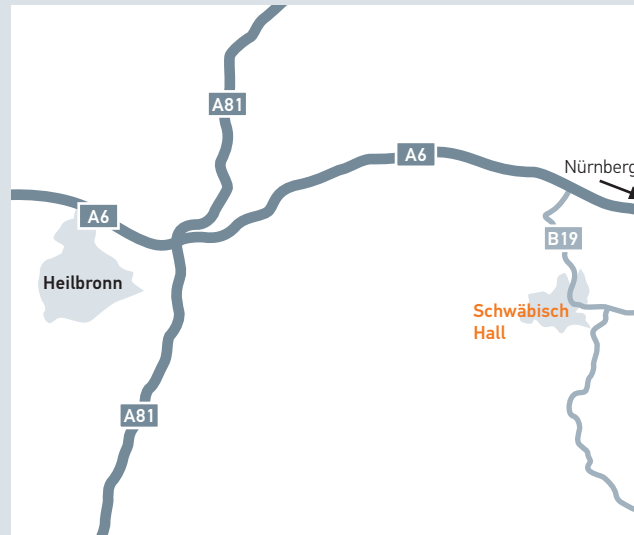 A81
A6
Nürnberg
A6
B19
Heilbronn
Schwäbisch
Hall
A81